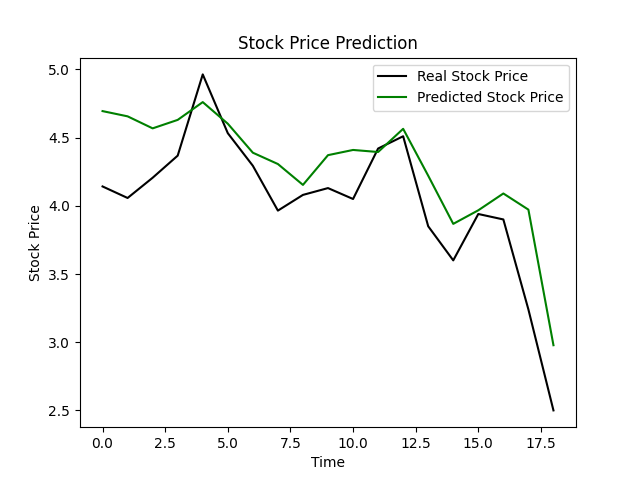 Stock Price Prediction
Real Stock Price
Predicted Stock Price
5.0
4.5
4.0
3.5
3.0
2.5
Stock Price
0.0 2.5 5.0 7.5 10.0 12.5 15.0 17.5
Time